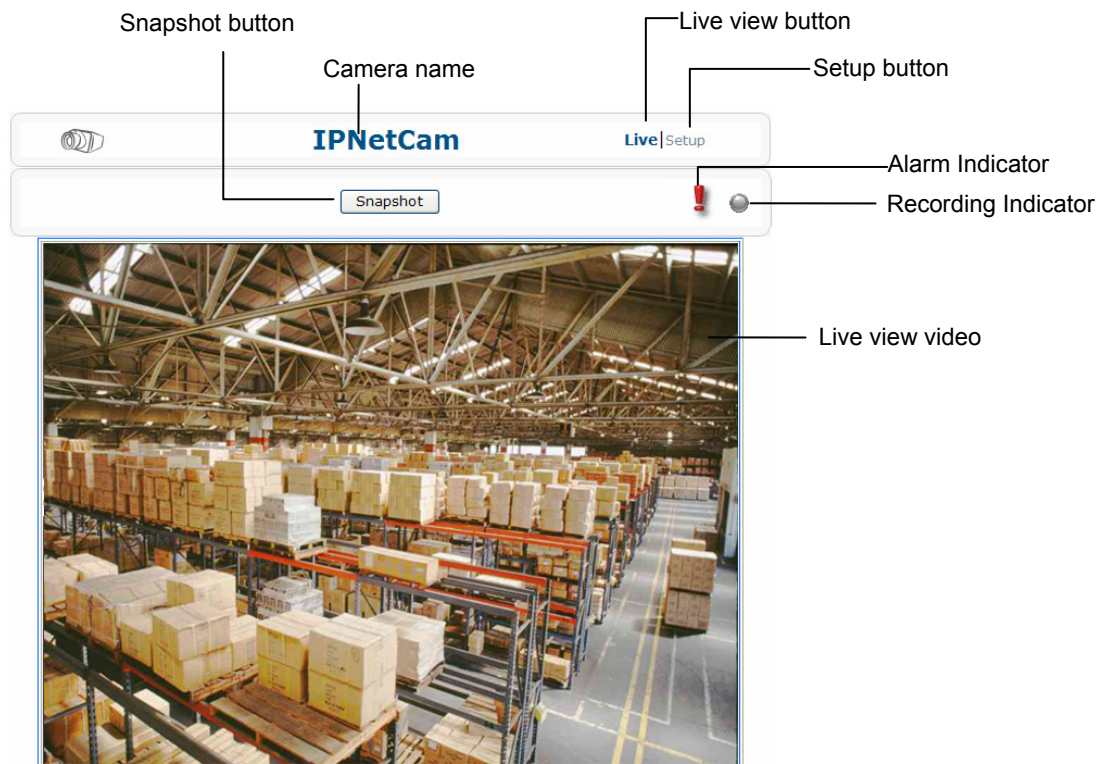 Snapshot button
Live view button
Camera name
Setup button
IPNetCam
Live|Setup
Alarm Indicator
Snapshot
Recording Indicator
Live view video